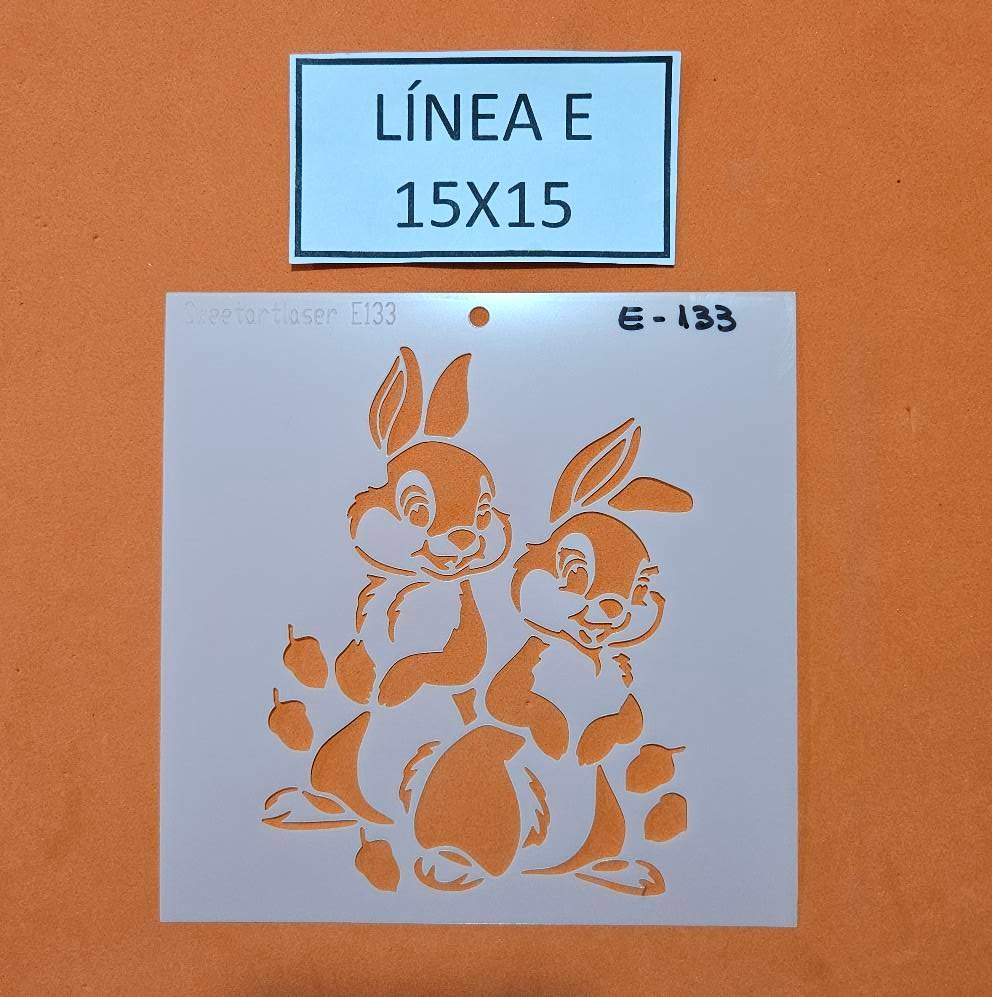 LÍNEA E
15X15
Sweetartlaser E133
E-133